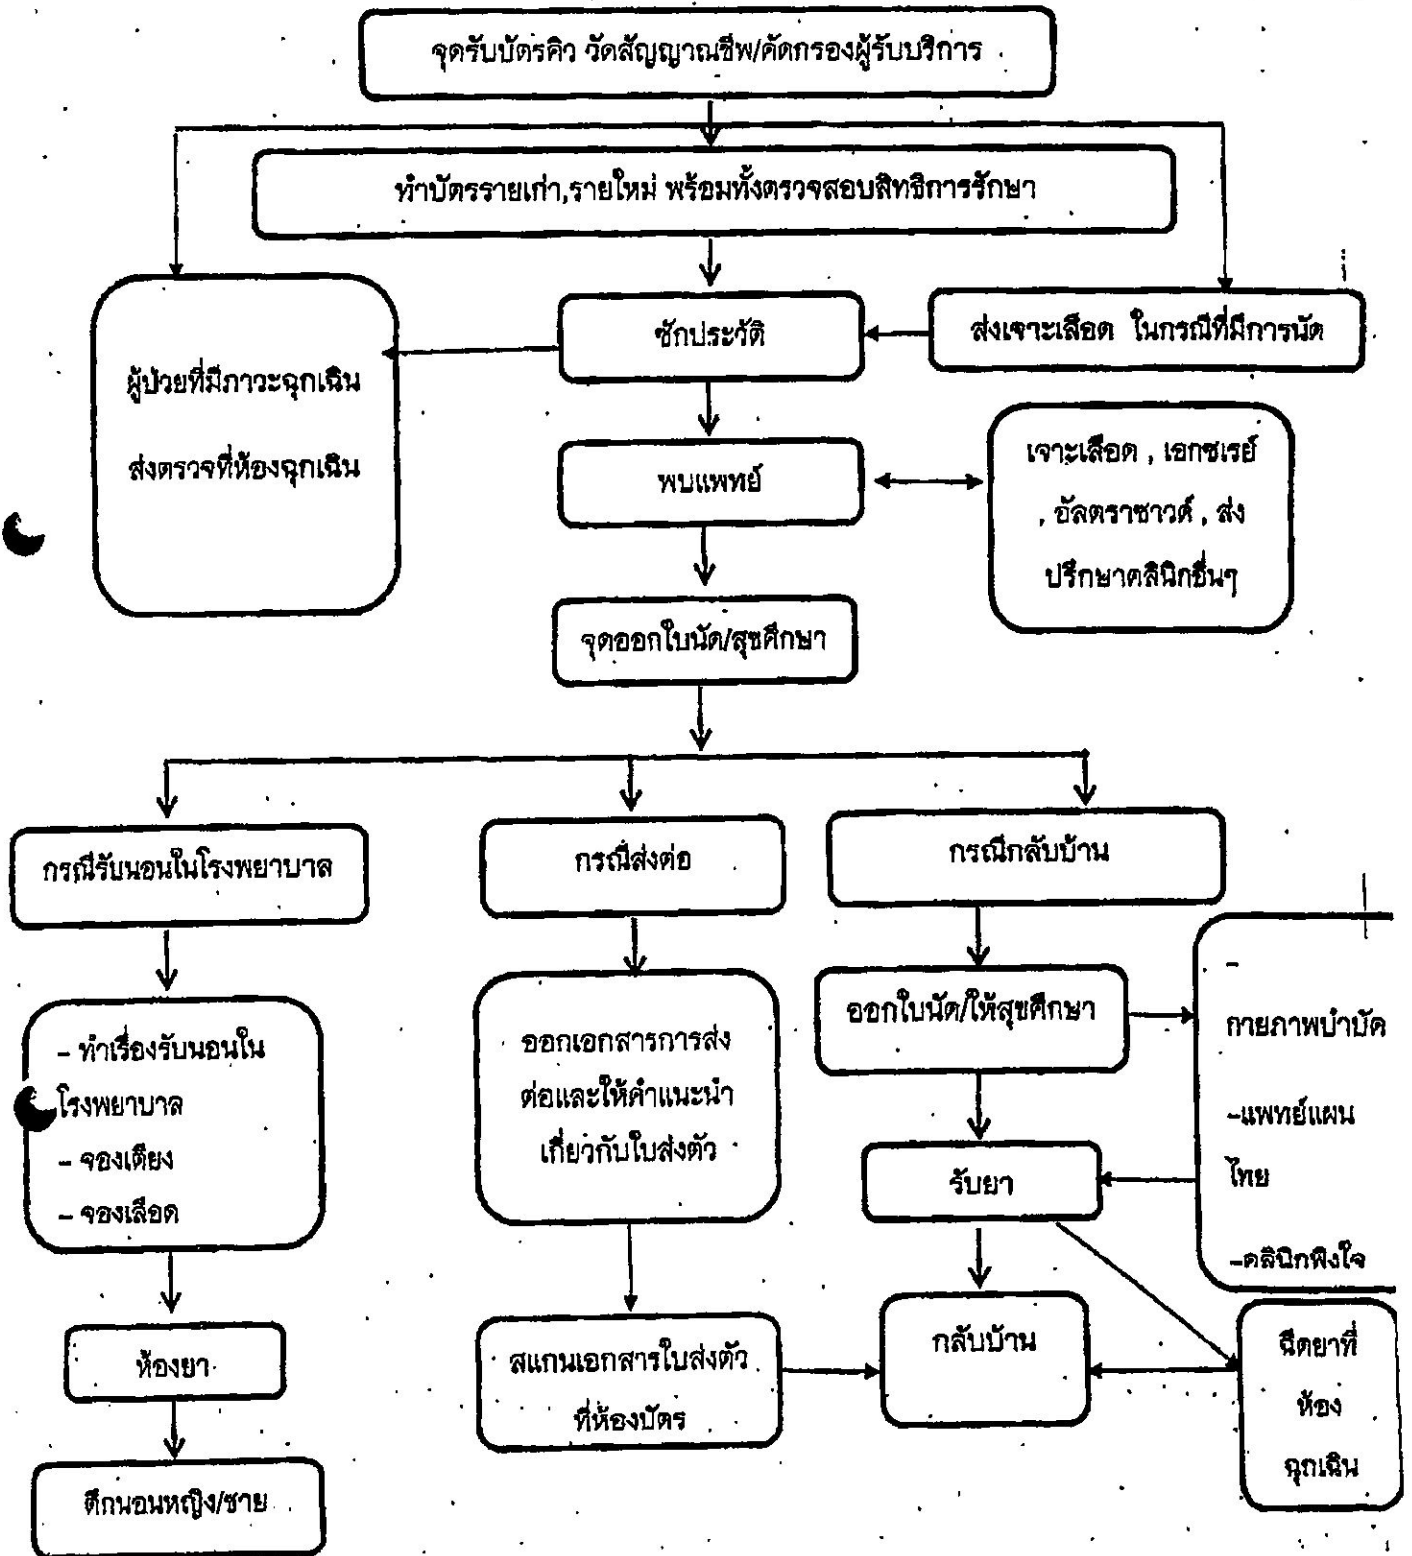 จุดรับบัตรคิว วัดสัญญาณชีพ/คัดกรองผู้รับบริการ
ทำบัตรรายเก่า,รายใหม่ พร้อมทั้งตรวจสอบสิทธิการรักษา
ผู้ป่วยที่มีภาวะฉุกเฉิน
ส่งตรวจที่ห้องฉุกเฉิน
ซักประวัติ
ส่งเจาะเลือด ในกรณีที่มีการนัด
พบแพทย์
เจาะเลือด , เอกซเรย์
, อัลตราซาวด์ , ส่ง
ปรึกษาคลินิกอื่นๆ
จุดออกใบนัด/สุขศึกษา
กรณีรับนอนในโรงพยาบาล
กรณีส่งต่อ
กรณีกลับบ้าน
– ทำเรื่องรับนอนใน
โรงพยาบาล
– จองเตียง
– จองเลือด
ออกเอกสารการส่ง
ต่อและให้คำแนะนำ
เกี่ยวกับใบส่งตัว
ออกใบนัด/ให้สุขศึกษา
–
กายภาพบำบัด
–แพทย์แผน
ไทย
–คลินิกพึงใจ
รับยา
ห้องยา
สแกนเอกสารใบส่งตัว
ที่ห้องบัตร
กลับบ้าน
ฉีดยาที่
ห้อง
ฉุกเฉิน
ตึกนอนหญิง/ชาย